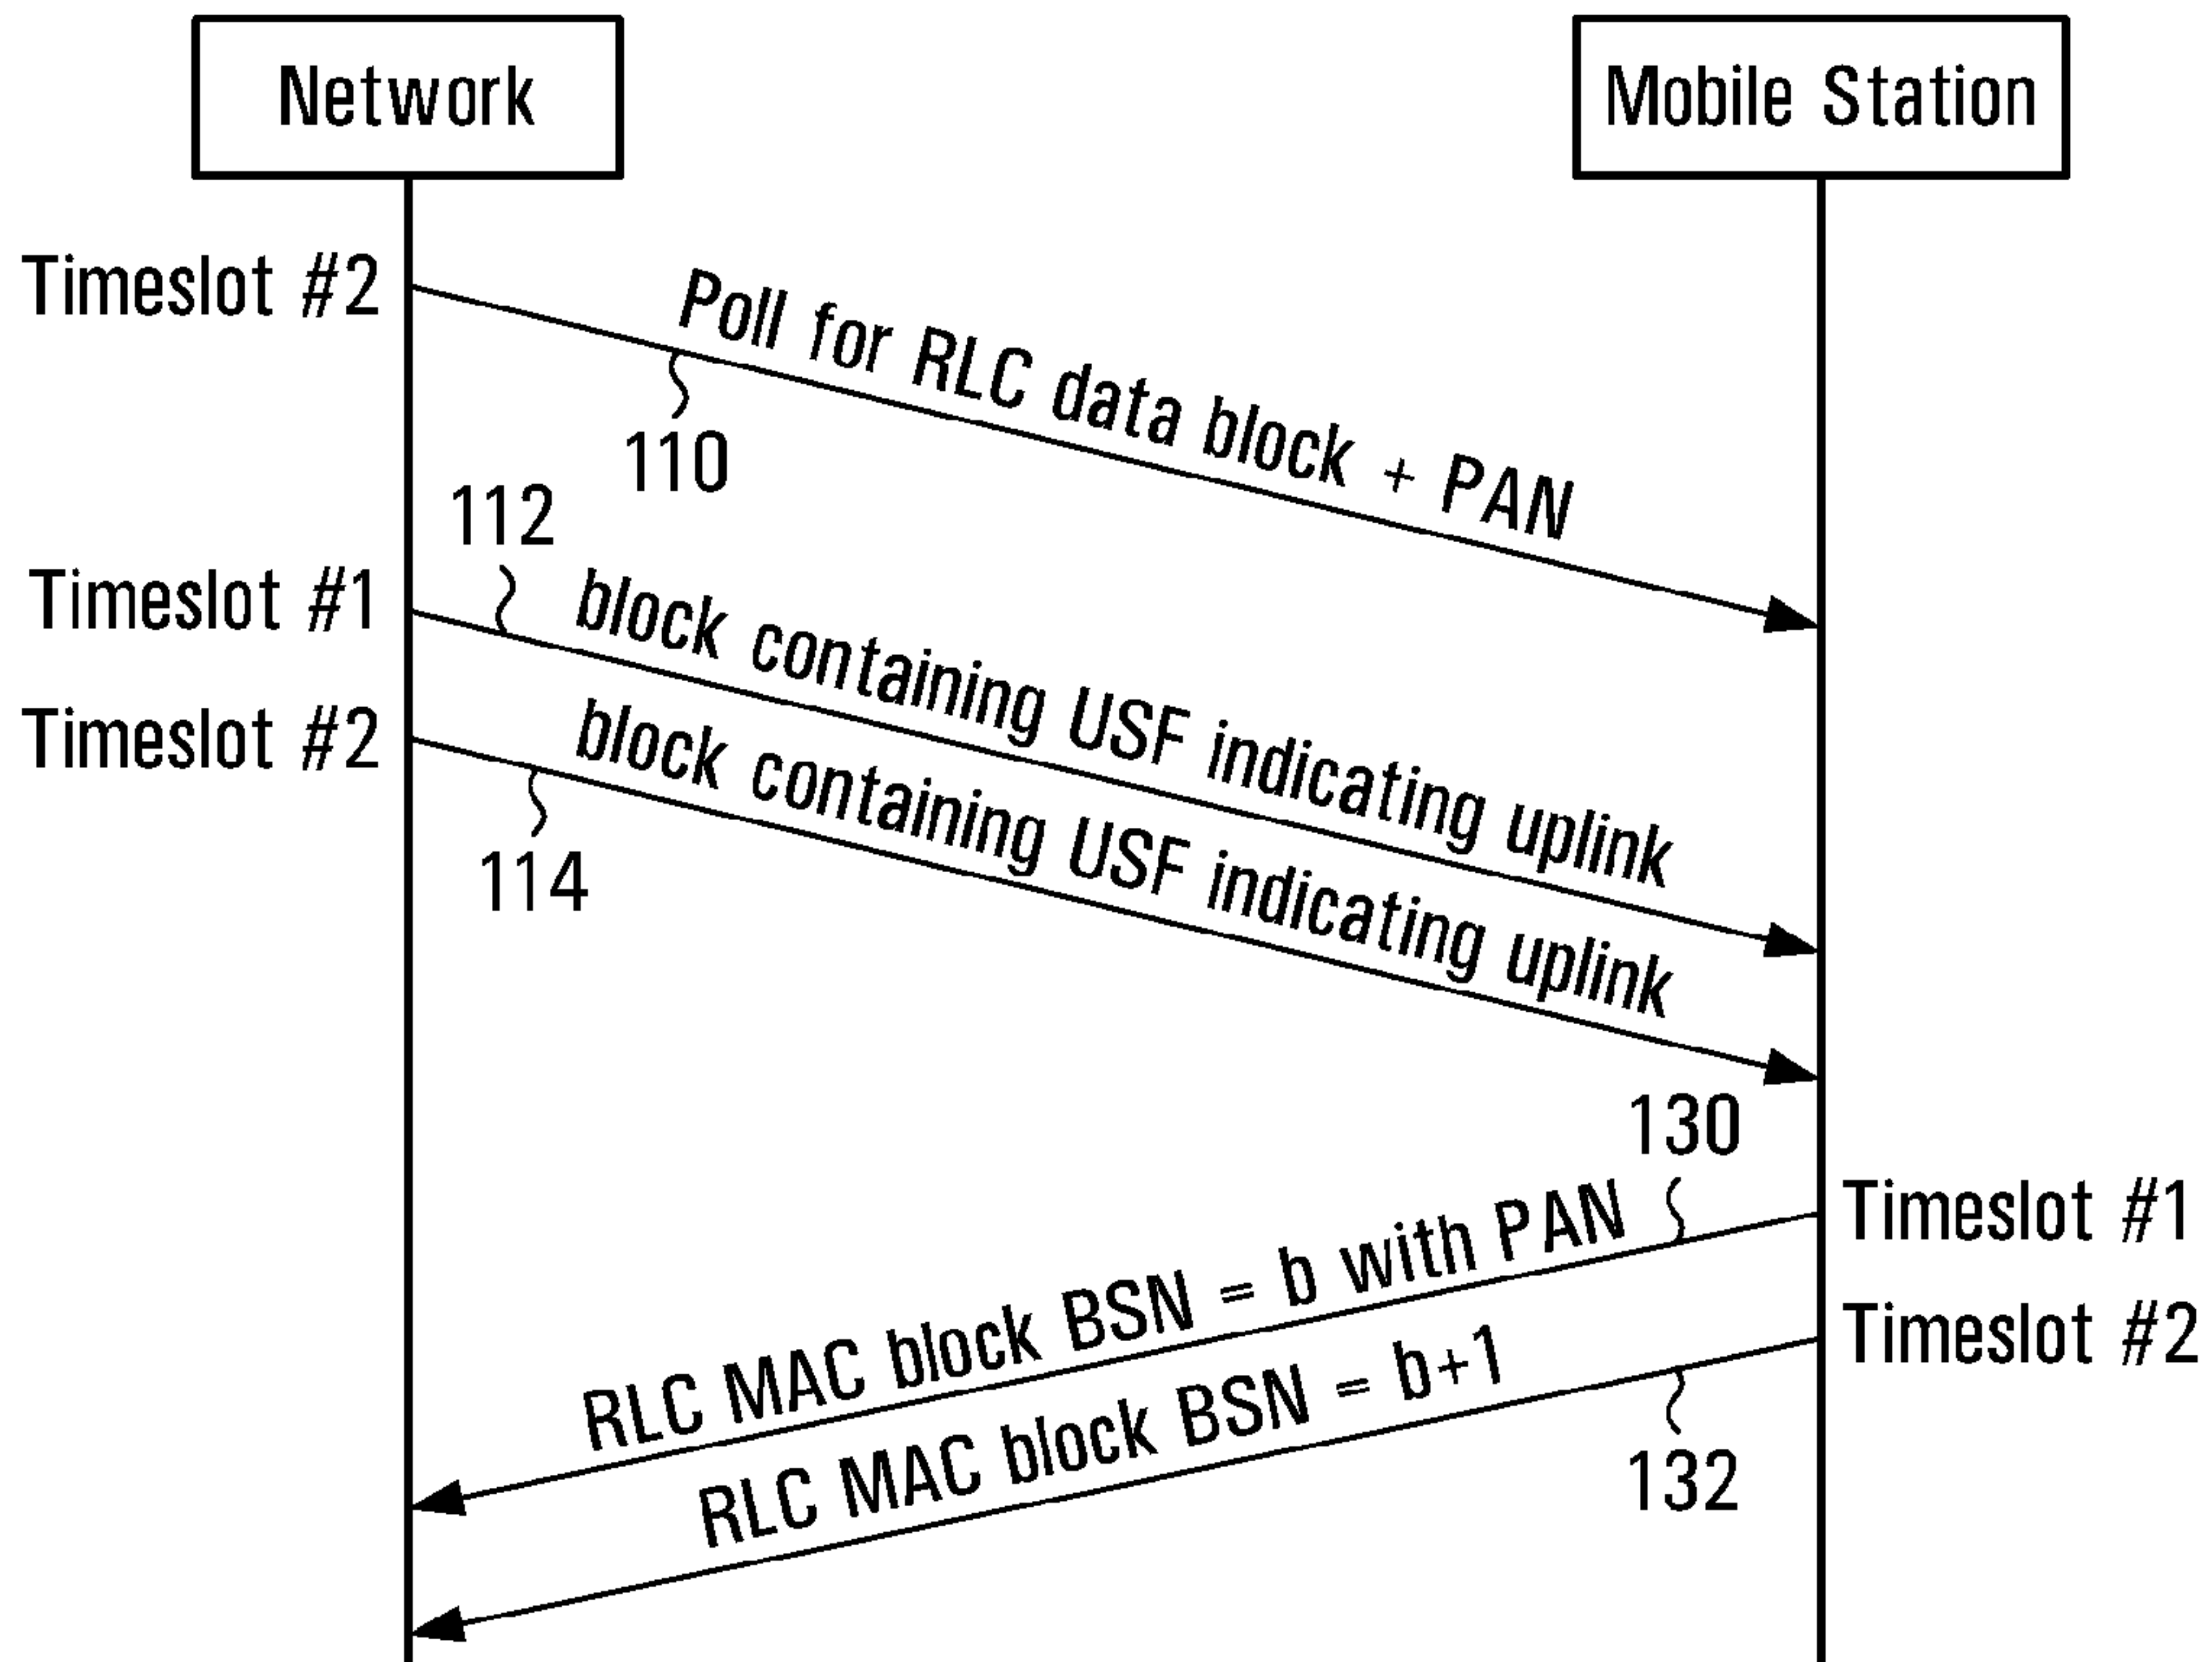 Network
Mobile Station
Timeslot #2
Poll for RLC data block + PAN
110
112
Timeslot #1
block containing USF indicating uplink
Timeslot #2
block containing USF indicating uplink
114
130
Timeslot #1
RLC MAC block BSN = b with PAN
Timeslot #2
RLC MAC block BSN = b+1
132